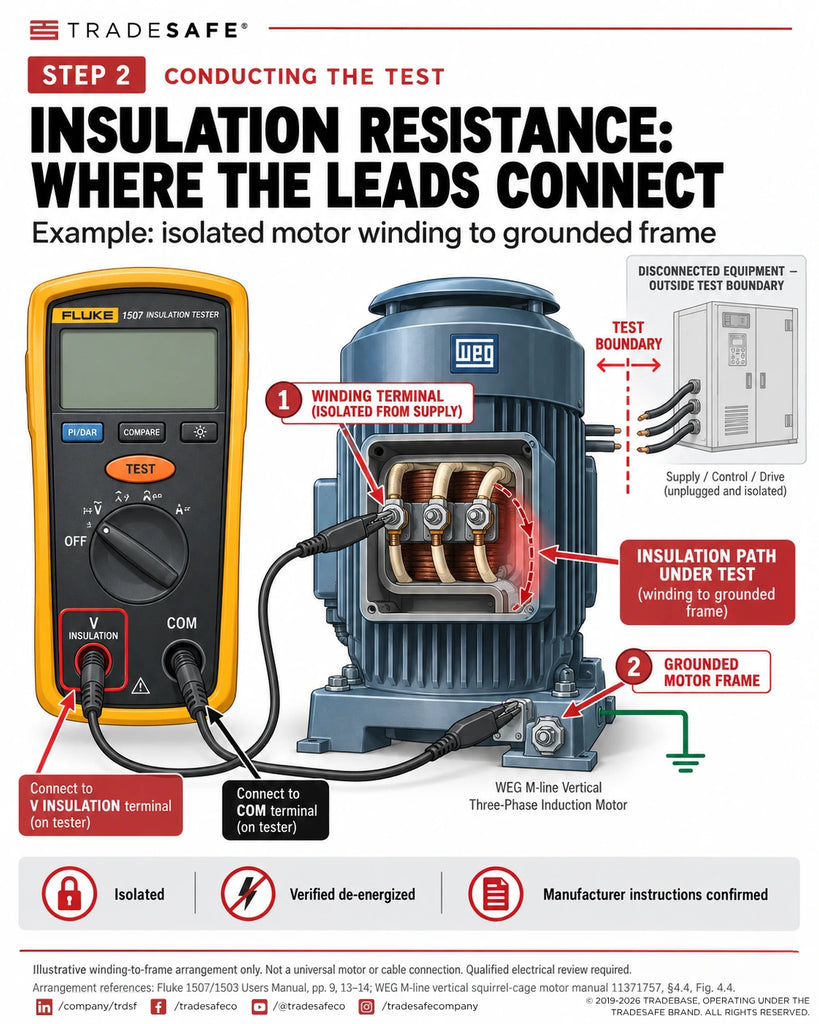 TRADESAFE®
STEP 2 CONDUCTING THE TEST
INSULATION RESISTANCE:
WHERE THE LEADS CONNECT
Example: isolated motor winding to grounded frame
DISCONNECTED EQUIPMENT –
OUTSIDE TEST BOUNDARY
FLUKE 1507 INSULATION TESTER
TEST
BOUNDARY
WEG
1 WINDING TERMINAL
(ISOLATED FROM SUPPLY)
PI/DAR COMPARE
TEST
Supply / Control / Drive
(unplugged and isolated)
OFF
INSULATION PATH
UNDER TEST
(winding to grounded
frame)
V
INSULATION
COM
2 GROUNDED
MOTOR FRAME
Connect to
V INSULATION terminal
(on tester)
Connect to
COM terminal
(on tester)
WEG M-line Vertical
Three-Phase Induction Motor
Isolated
Verified de-energized
Manufacturer instructions confirmed
Illustrative winding-to-frame arrangement only. Not a universal motor or cable connection. Qualified electrical review required.
Arrangement references: Fluke 1507/1503 Users Manual, pp. 9, 13–14; WEG M-line vertical squirrel-cage motor manual 11371757, §4.4, Fig. 4.4.
in /company/trdsf f /tradesafeco /@tradesafeco /tradesafecompany
© 2019-2026 TRADEBASE, OPERATING UNDER THE
TRADESAFE BRAND. ALL RIGHTS RESERVED.